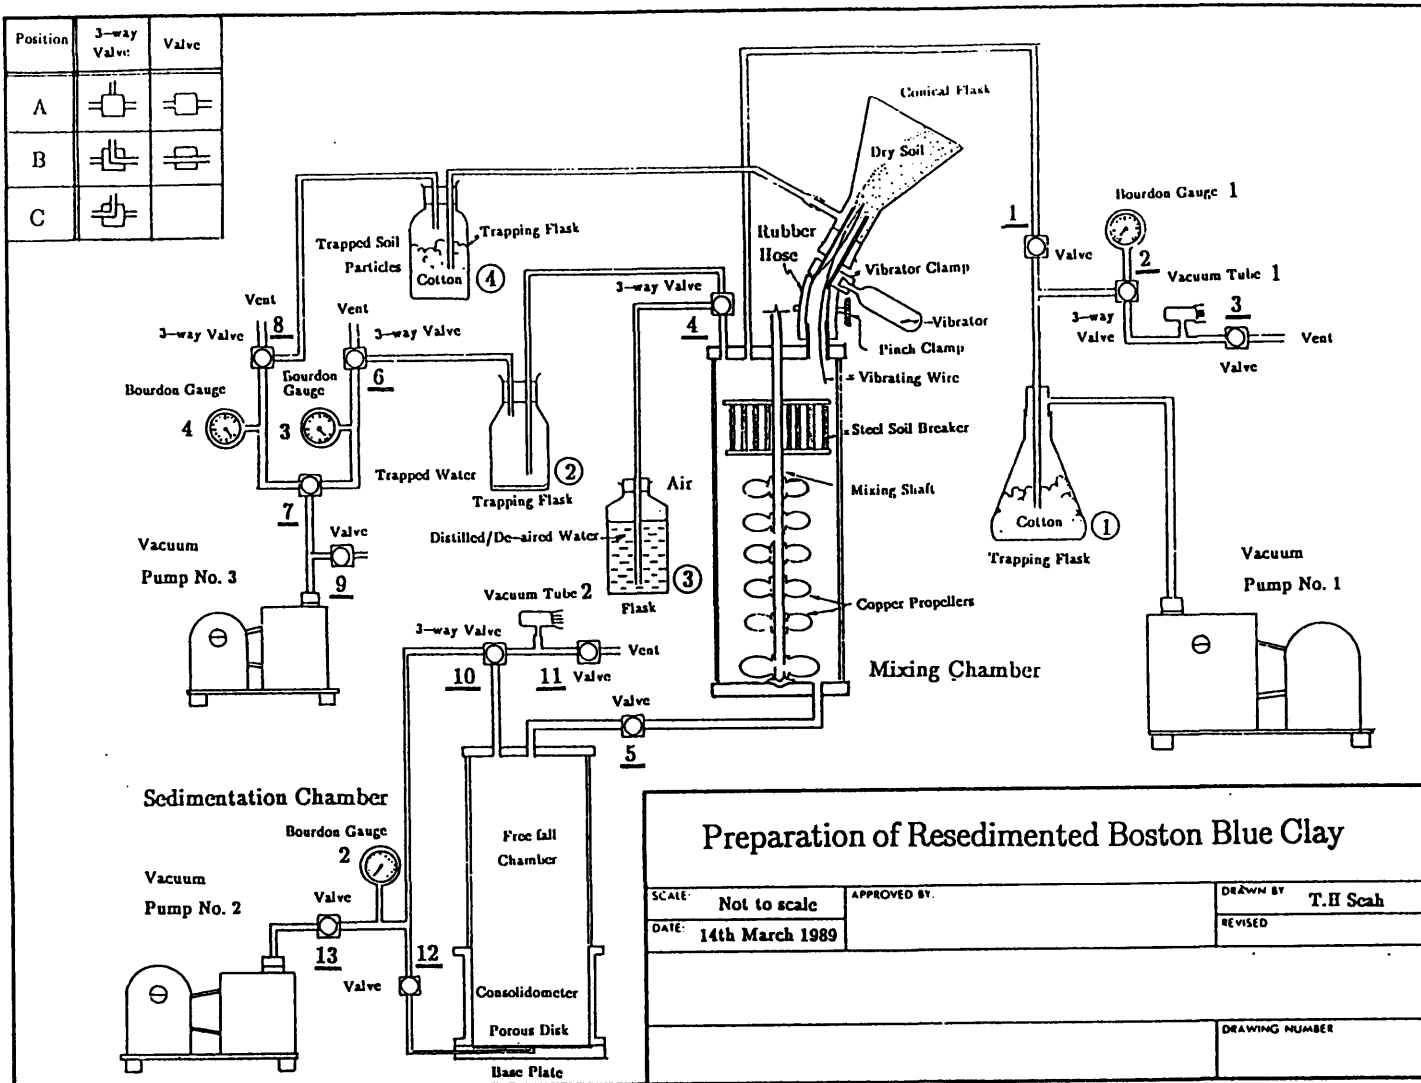 Position
3-way
Valve
Valve
A
B
C
Conical Flask
Dry Soil
Bourdon Gauge 1
1
Valve
2
Vacuum Tube 1
3
3-way
Valve
Vent
Valve
Rubber
Hose
Vibrator Clamp
Vibrator
Pinch Clamp
Vibrating Wire
Trapped Soil
Particles
Trapping Flask
Cotton
4
3-way Valve
4
Vent
Vent
3-way Valve
8
3-way Valve
6
Bourdon Gauge
4
Bourdon
Gauge
3
Trapped Water
2
Trapping Flask
7
Valve
9
Vacuum
Pump No. 3
Air
Distilled/De-aired Water
3
Flask
Steel Soil Breaker
Mixing Shaft
Copper Propellers
Mixing Chamber
Cotton
1
Trapping Flask
Vacuum
Pump No. 1
Vacuum Tube 2
3-way Valve
10
11
Valve
Vent
Valve
5
Sedimentation Chamber
Bourdon Gauge
2
Free fall
Chamber
Vacuum
Pump No. 2
Valve
13
12
Valve
Consolidometer
Porous Disk
Base Plate
Preparation of Resedimented Boston Blue Clay
SCALE: Not to scale
APPROVED BY:
DRAWN BY T.H Seah
DATE: 14th March 1989
REVISED
DRAWING NUMBER